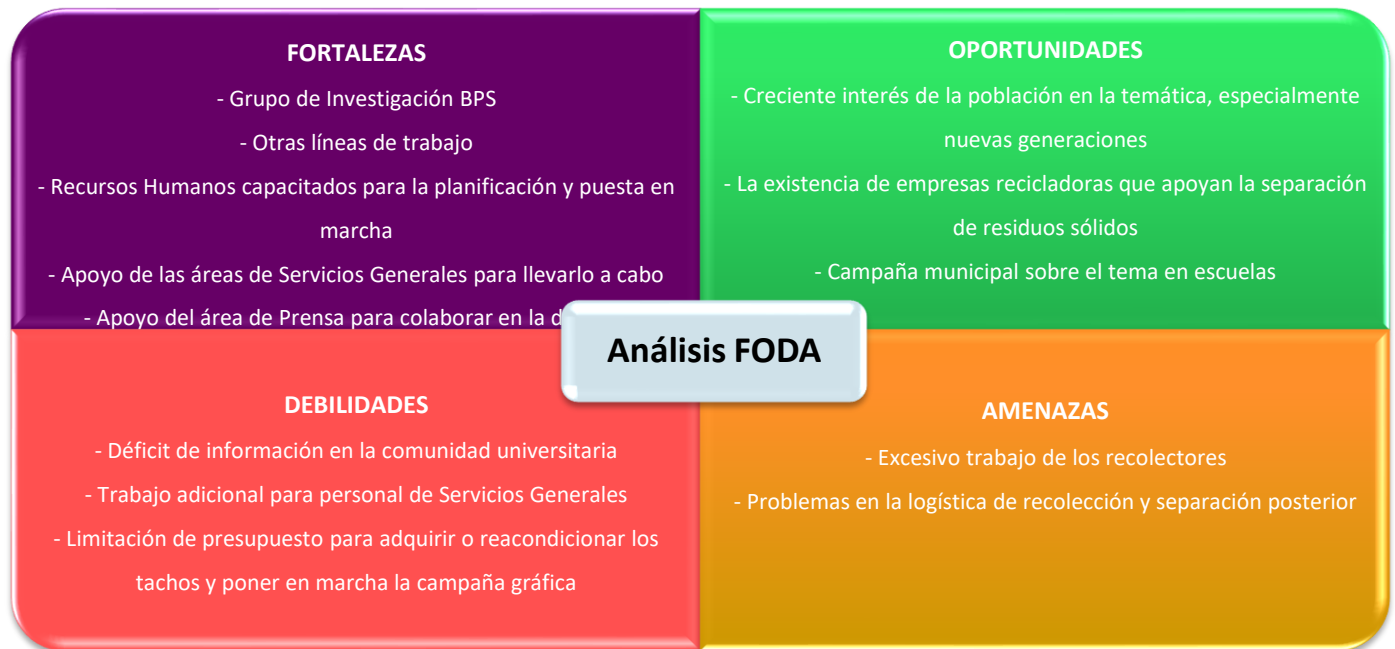 FORTALEZAS
- Grupo de Investigación BPS
- Otras líneas de trabajo
- Recursos Humanos capacitados para la planificación y puesta en
marcha
- Apoyo de las áreas de Servicios Generales para llevarlo a cabo
- Apoyo del área de Prensa para colaborar en la
OPORTUNIDADES
- Creciente interés de la población en la temática, especialmente
nuevas generaciones
- La existencia de empresas recicladoras que apoyan la separación
de residuos sólidos
- Campaña municipal sobre el tema en escuelas
Análisis FODA
DEBILIDADES
- Déficit de información en la comunidad universitaria
- Trabajo adicional para personal de Servicios Generales
- Limitación de presupuesto para adquirir o reacondicionar los
tachos y poner en marcha la campaña gráfica
AMENAZAS
- Excesivo trabajo de los recolectores
- Problemas en la logística de recolección y separación posterior